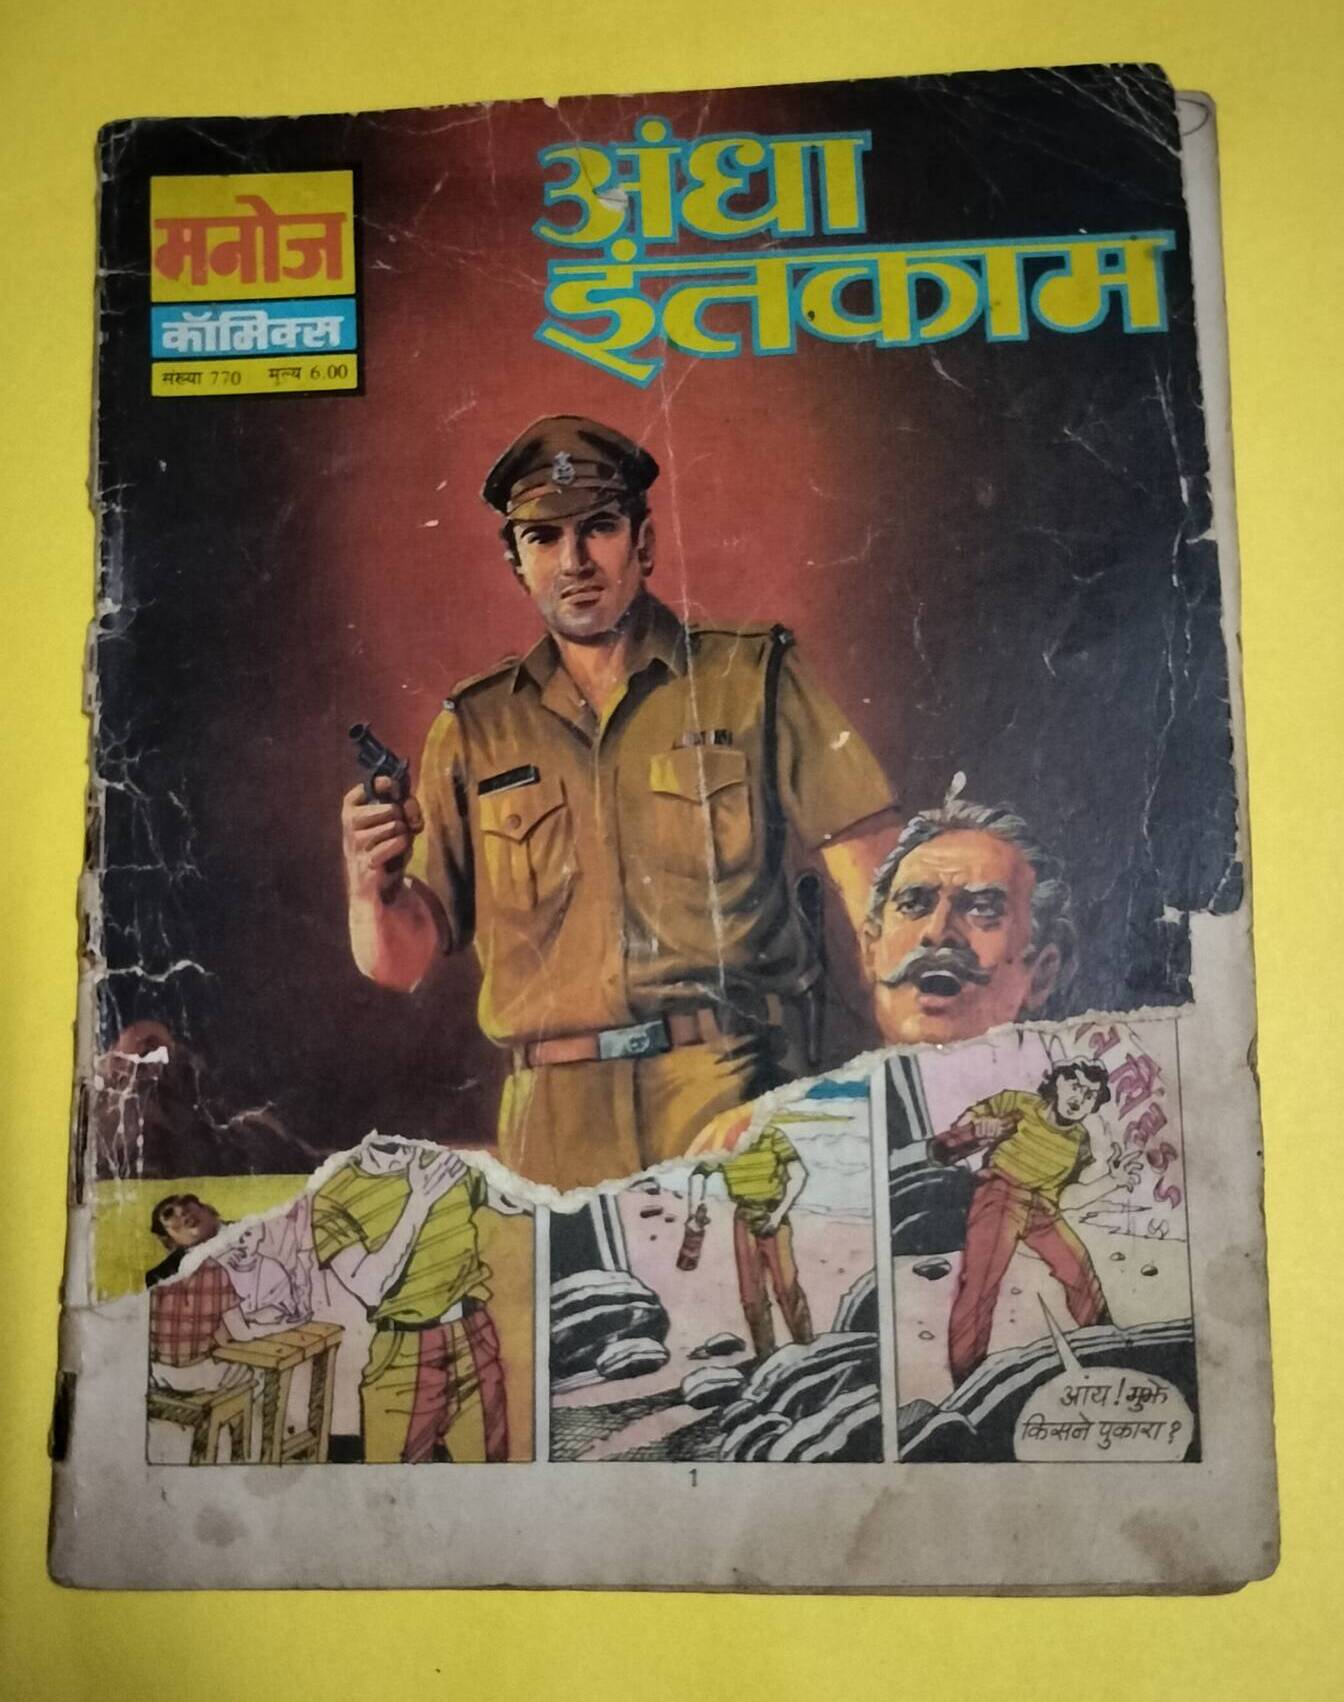 मनोज
कॉमिक्स
संख्या 770 मूल्य 6.00
अंधा
इंतकाम
आंय! मुझे
किसने पुकारा?
1